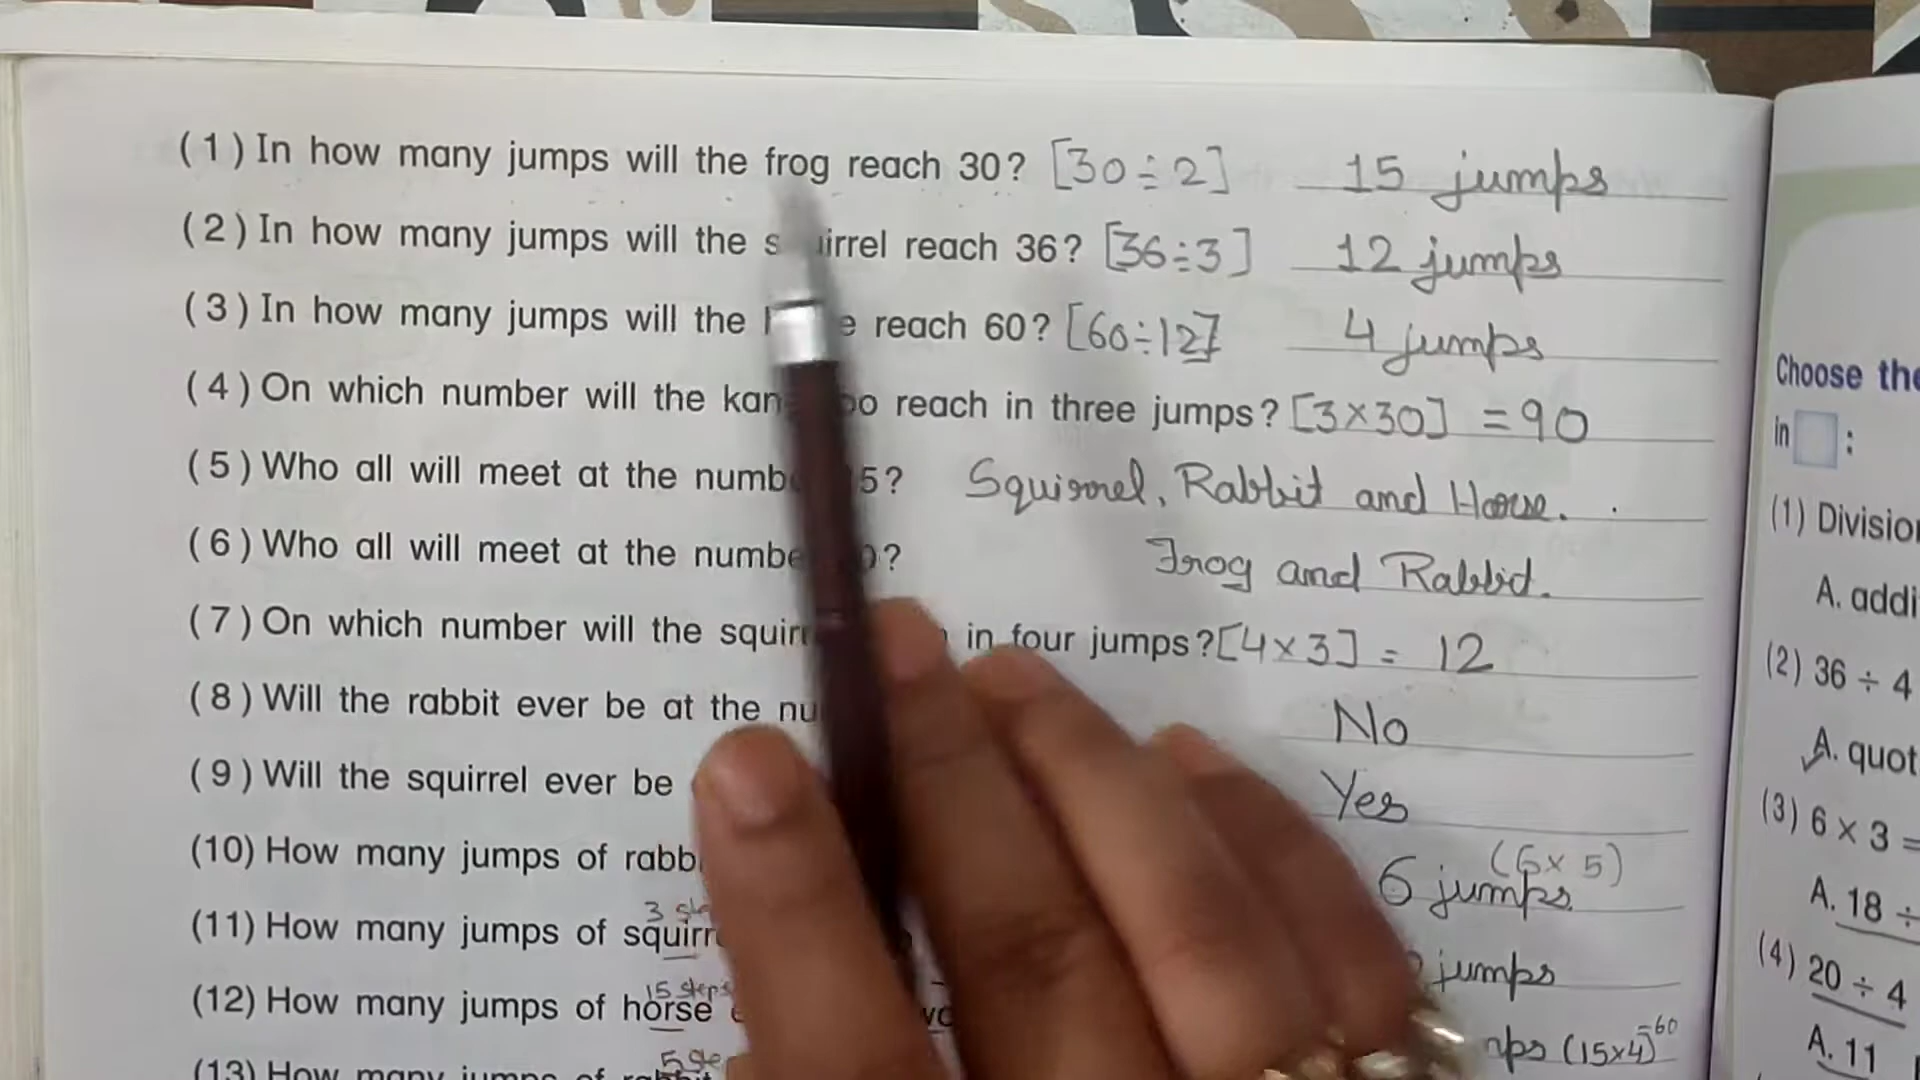 (1) In how many jumps will the frog reach 30? [30÷2] 15 jumps
(2) In how many jumps will the s irrel reach 36? [36÷3] 12 jumps
(3) In how many jumps will the e reach 60? [60÷12] 4 jumps
(4) On which number will the kan oo reach in three jumps? [3×30] = 90
(5) Who all will meet at the numb 5? Squirrel, Rabbit and Horse.
(6) Who all will meet at the numbe ? Frog and Rabbit.
(7) On which number will the squir in four jumps? [4×3] = 12
(8) Will the rabbit ever be at the nu No
(9) Will the squirrel ever be Yes
(6×5)
(10) How many jumps of rabb 6 jumps.
3
(11) How many jumps of squirr jumps
15 steps
(12) How many jumps of horse mps (15×4)=60
5 Ste
(13) How many jumps of
Choose the
in :
(1) Division
A. addi
(2) 36 ÷ 4
A. quot
(3) 6 × 3 =
A. 18 ÷
(4) 20 ÷ 4
A. 11